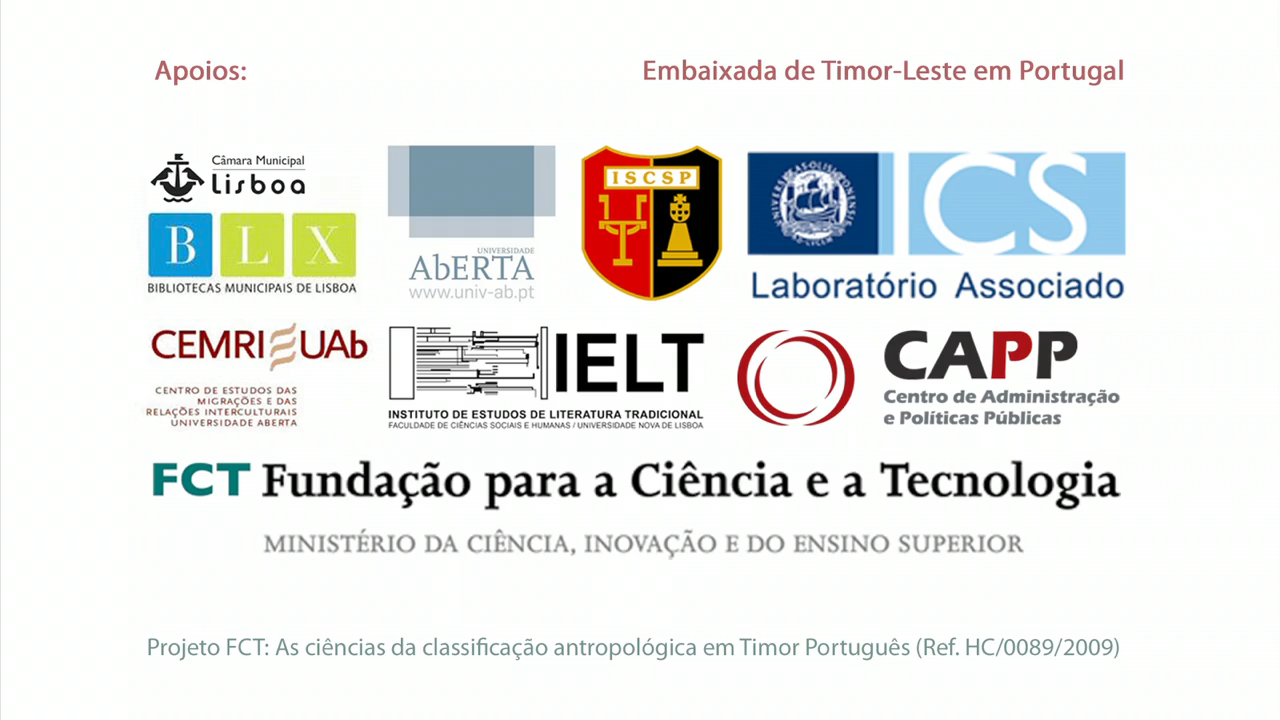 Apoios:
Embaixada de Timor-Leste em Portugal
Câmara Municipal
Lisboa
B L X
BIBLIOTECAS MUNICIPAIS DE LISBOA
UNIVERSIDADE
AbERTA
www.univ-ab.pt
ISCSP
ICS
Laboratório Associado
CEMRI UAb
CENTRO DE ESTUDOS DAS
MIGRAÇÕES E DAS
RELAÇÕES INTERCULTURAIS
UNIVERSIDADE ABERTA
IELT
INSTITUTO DE ESTUDOS DE LITERATURA TRADICIONAL
FACULDADE DE CIÊNCIAS SOCIAIS E HUMANAS / UNIVERSIDADE NOVA DE LISBOA
CAPP
Centro de Administração
e Políticas Públicas
FCT Fundação para a Ciência e a Tecnologia
MINISTÉRIO DA CIÊNCIA, INOVAÇÃO E DO ENSINO SUPERIOR
Projeto FCT: As ciências da classificação antropológica em Timor Português (Ref. HC/0089/2009)